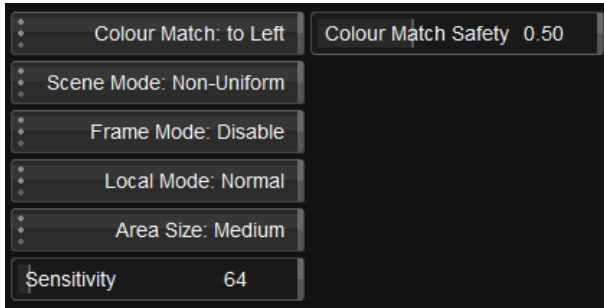 Colour Match: to Left
Colour Match Safety 0.50
Scene Mode: Non-Uniform
Frame Mode: Disable
Local Mode: Normal
Area Size: Medium
Sensitivity 64